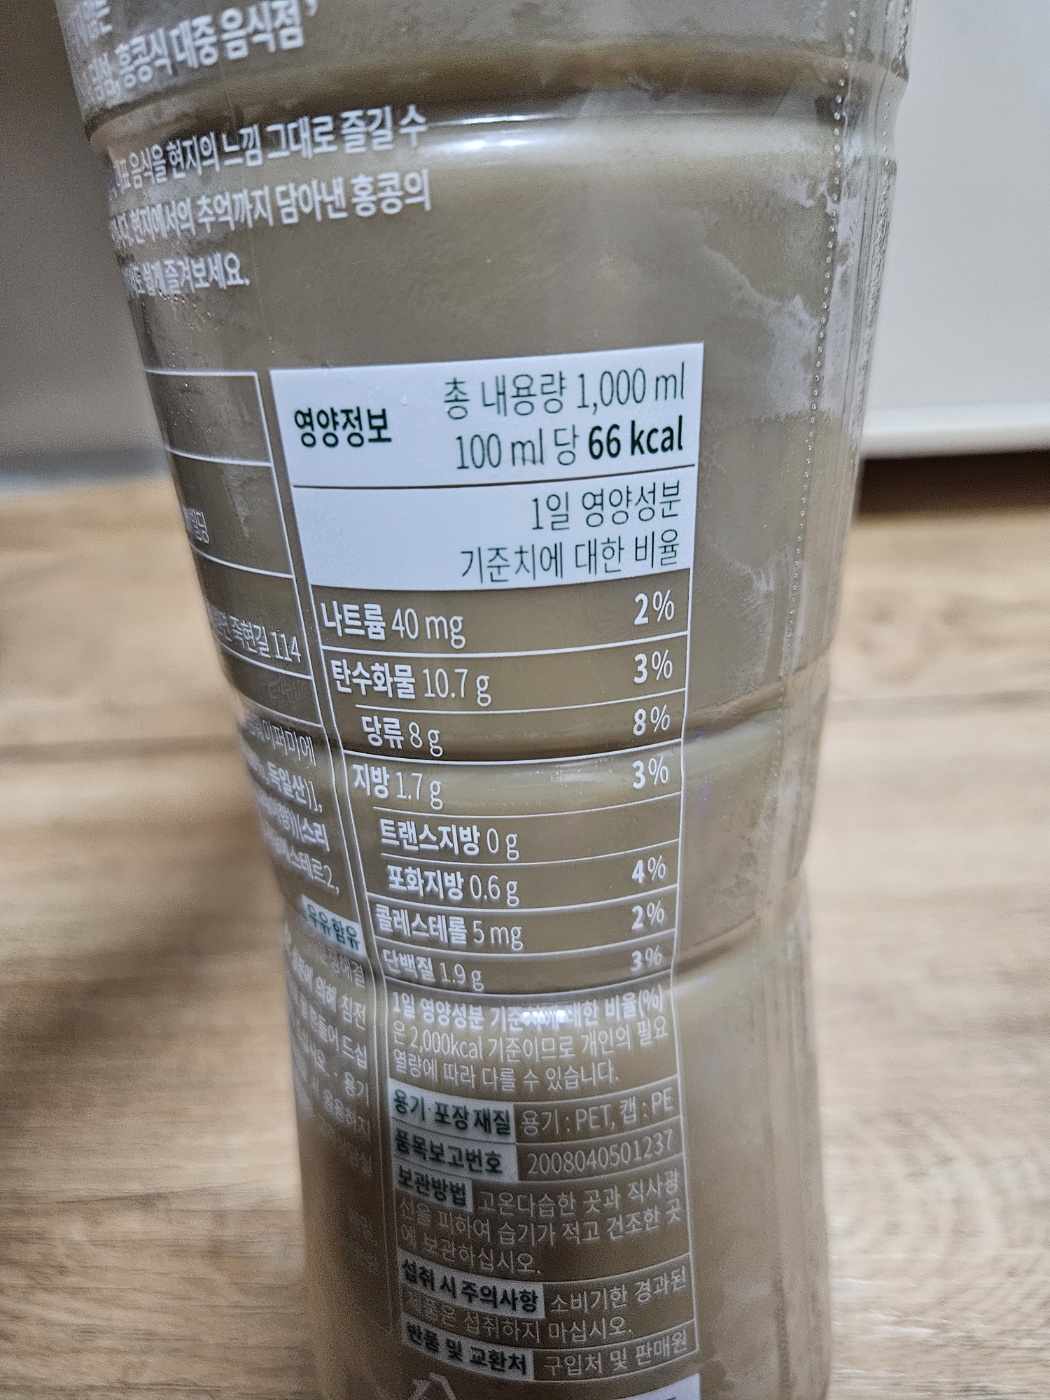 홍콩식 대중 음식점'
음식을 현지의 느낌 그대로 즐길 수
현지에서의 추억까지 담아낸 홍콩의
즐겨보세요.
영양정보
총 내용량 1,000 ml
100 ml 당 66 kcal
1일 영양성분
기준치에 대한 비율
나트륨 40 mg 2%
탄수화물 10.7 g 3%
당류 8 g 8%
지방 1.7 g 3%
트랜스지방 0 g
포화지방 0.6 g 4%
콜레스테롤 5 mg 2%
단백질 1.9 g 3%
1일 영양성분 기준치에 대한 비율(%)
은 2,000kcal 기준이므로 개인의 필요
열량에 따라 다를 수 있습니다.
용기·포장재질 용기 : PET, 캡 : PE
품목보고번호 2008040501237
보관방법 고온다습한 곳과 직사광
선을 피하여 습기가 적고 건조한 곳
에 보관하십시오.
섭취 시 주의사항 소비기한 경과된
제품은 섭취하지 마십시오.
반품 및 교환처 구입처 및 판매원
죽현길 114
독일산)),
우유함유
의해 침전